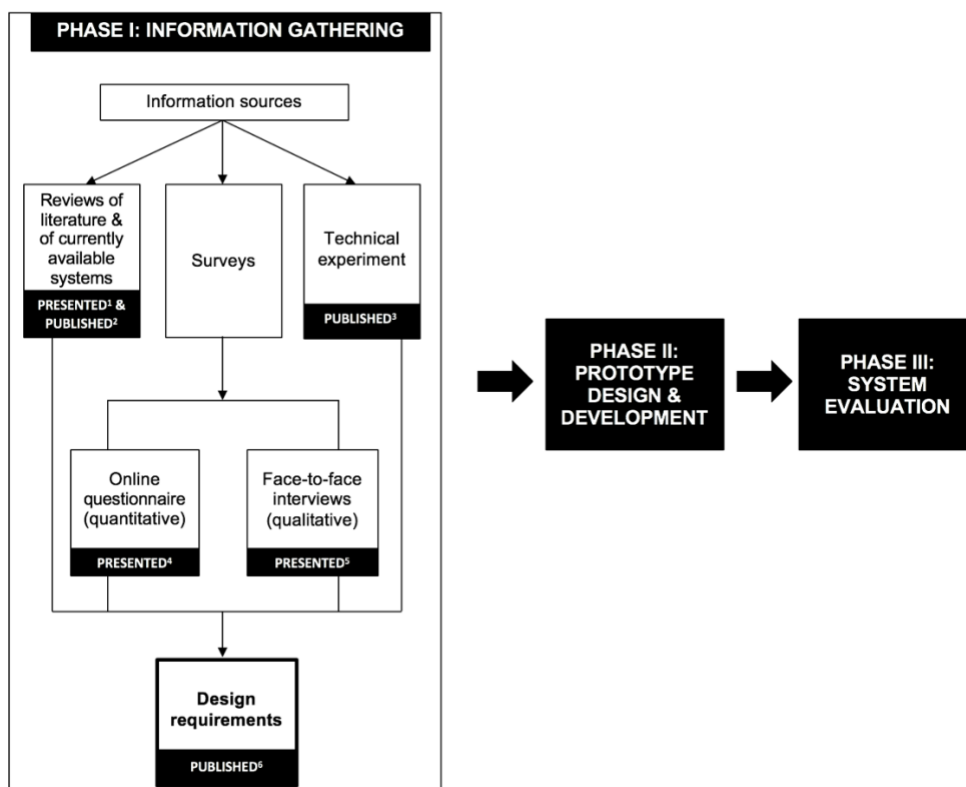 PHASE I: INFORMATION GATHERING
Information sources
Reviews of
literature &
of currently
available
systems
PRESENTED¹ &
PUBLISHED²
Surveys
Technical
experiment
PUBLISHED³
Online
questionnaire
(quantitative)
PRESENTED⁴
Face-to-face
interviews
(qualitative)
PRESENTED⁵
Design
requirements
PUBLISHED⁶
PHASE II:
PROTOTYPE
DESIGN &
DEVELOPMENT
PHASE III:
SYSTEM
EVALUATION